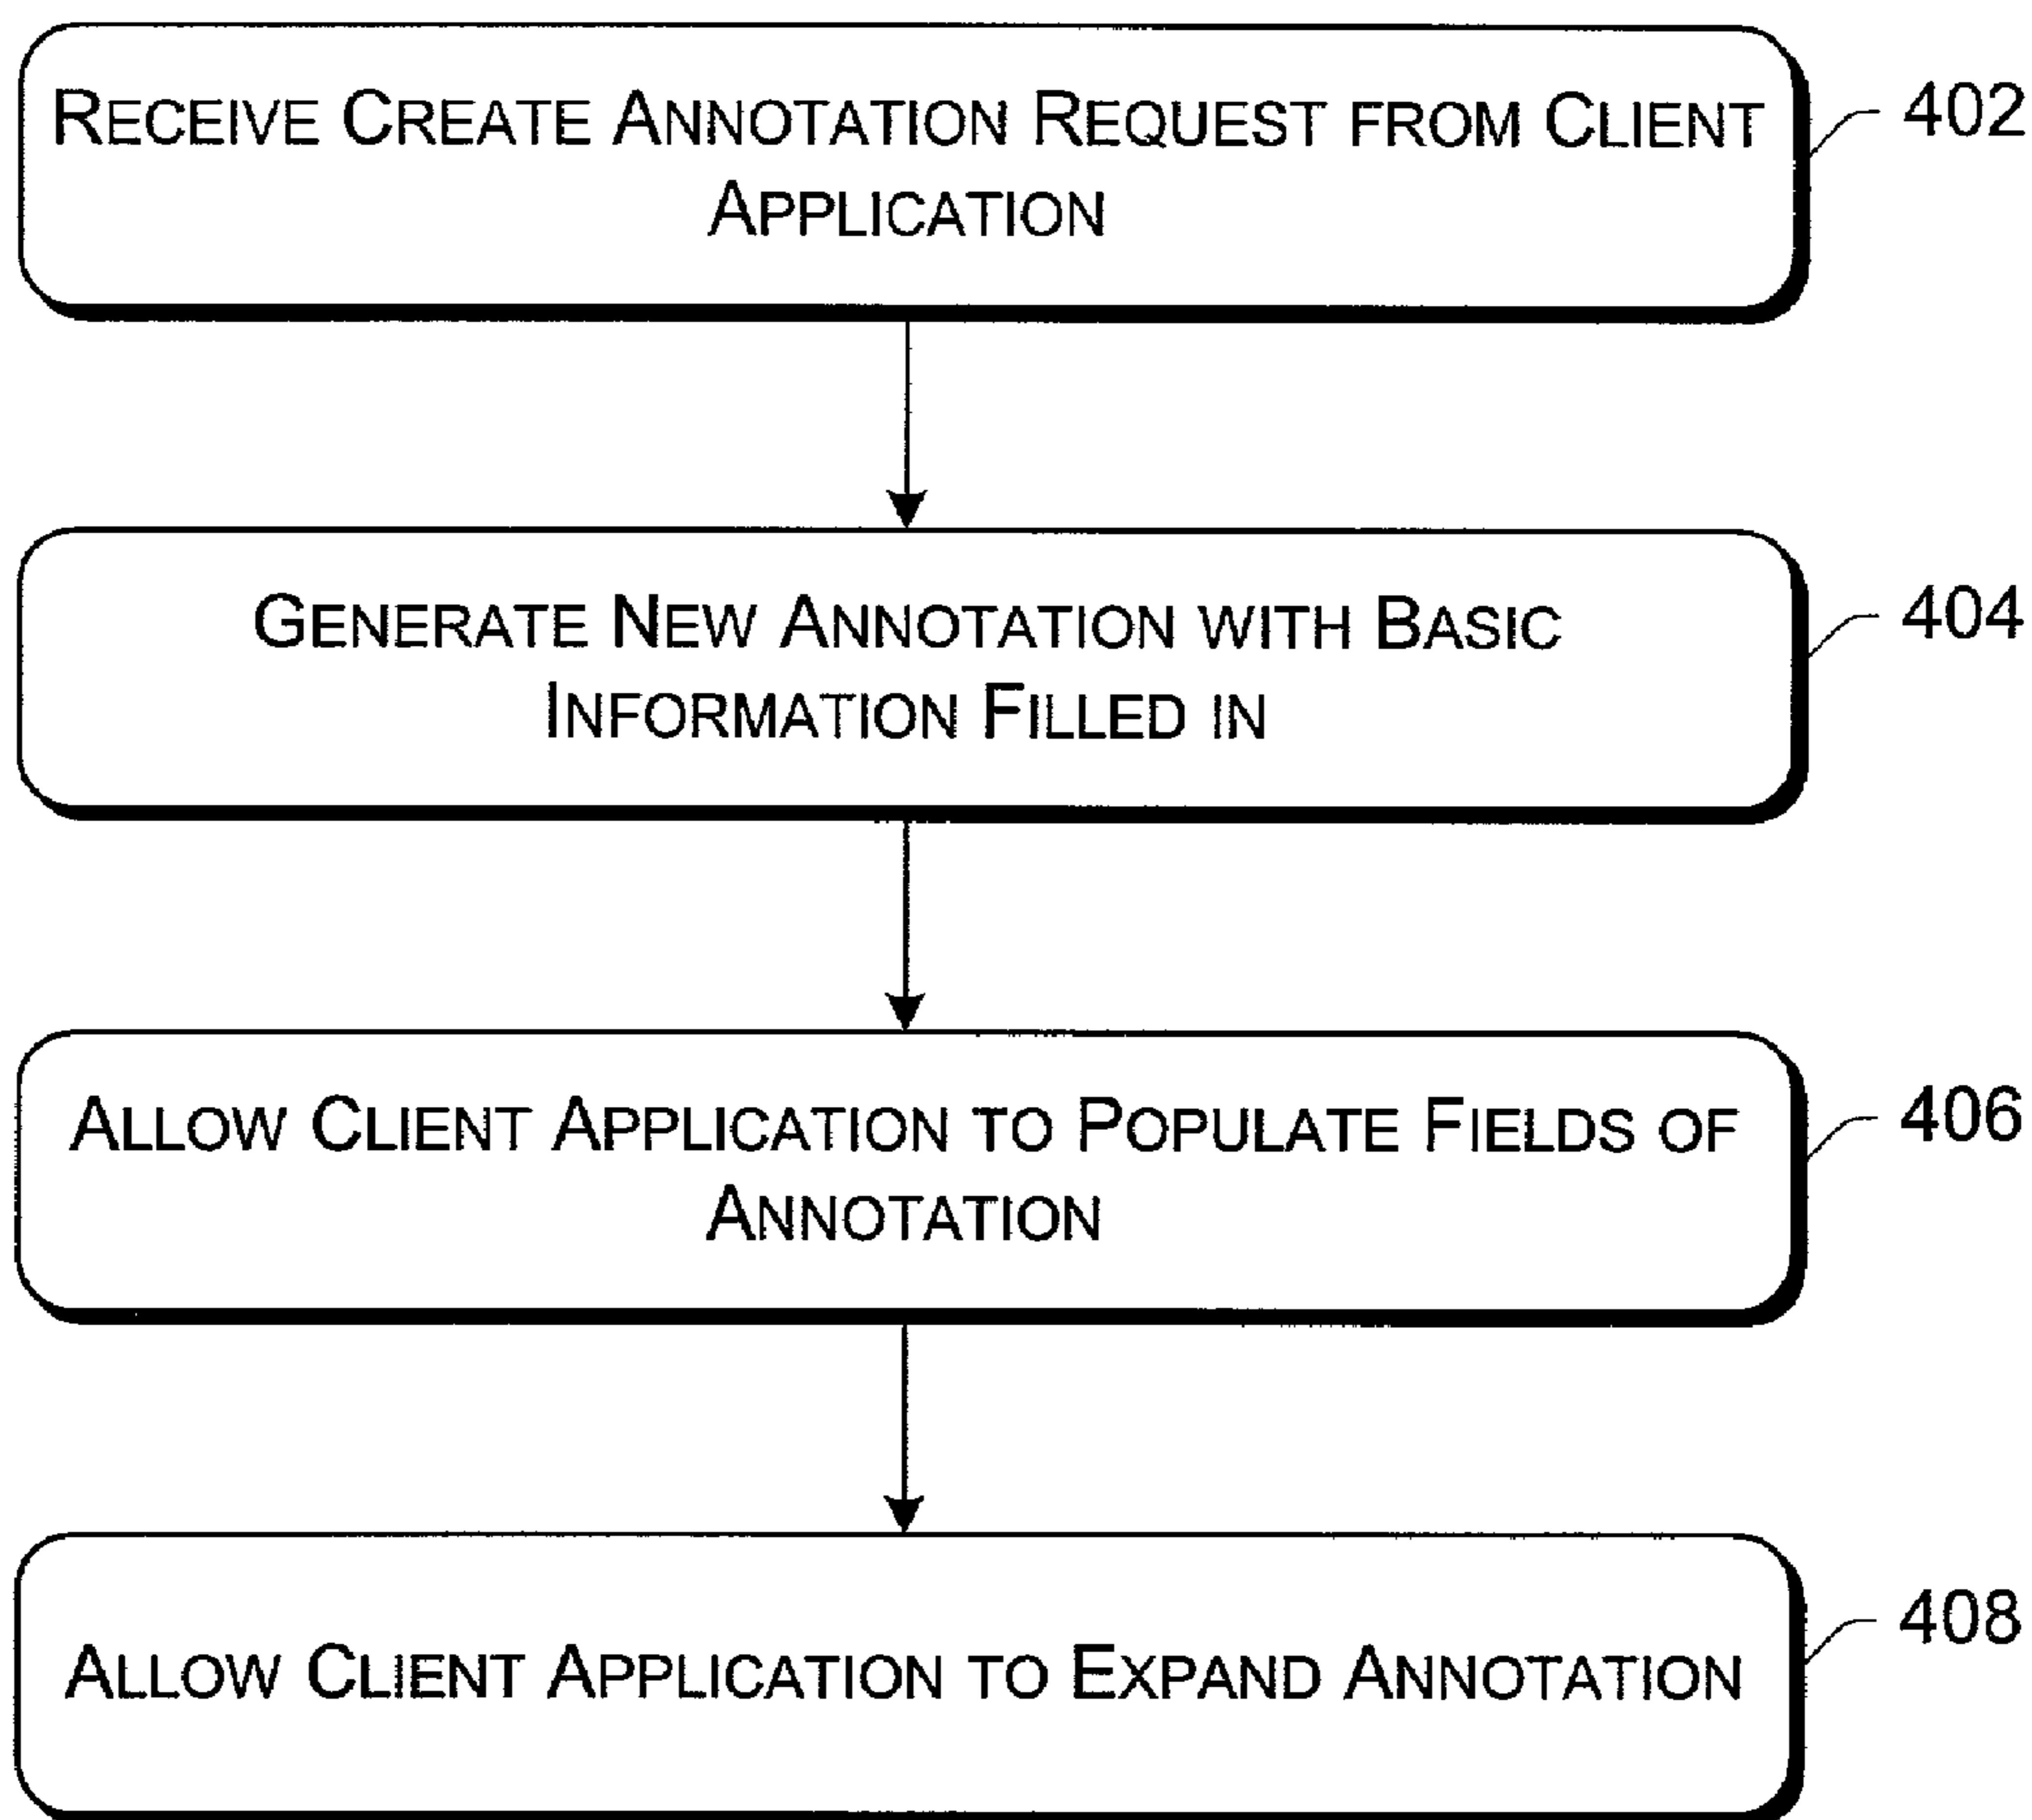 RECEIVE CREATE ANNOTATION REQUEST FROM CLIENT
APPLICATION
402
GENERATE NEW ANNOTATION WITH BASIC
INFORMATION FILLED IN
404
ALLOW CLIENT APPLICATION TO POPULATE FIELDS OF
ANNOTATION
406
ALLOW CLIENT APPLICATION TO EXPAND ANNOTATION
408